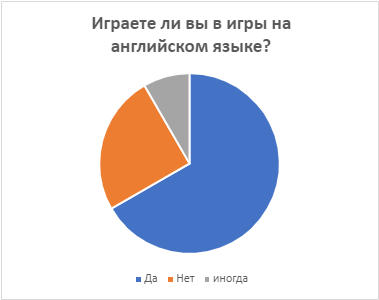 Играете ли вы в игры на
английском языке?
Да Нет иногда